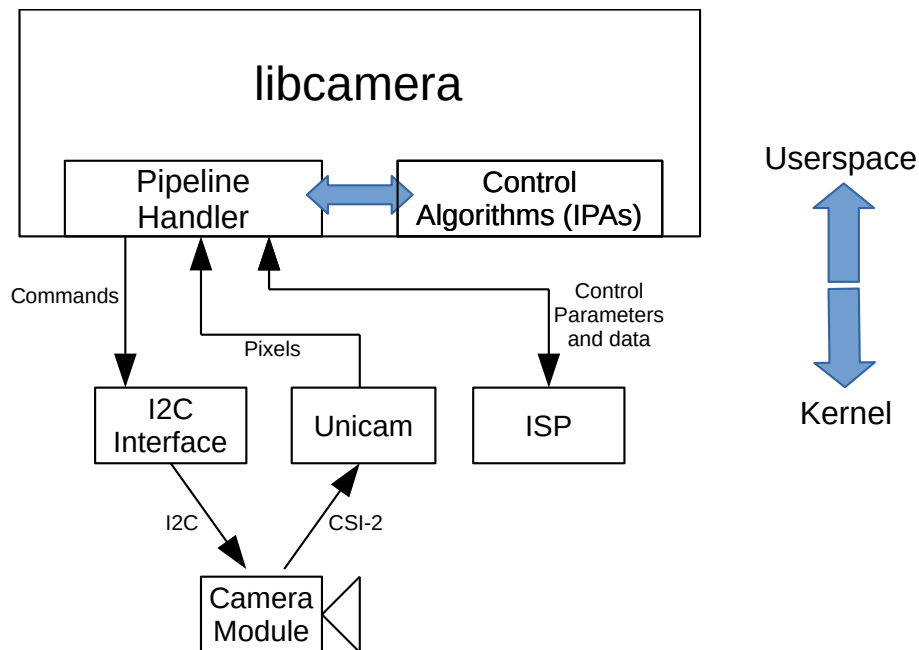 libcamera
Pipeline
Handler
Control
Algorithms (IPAs)
Userspace
Commands
Pixels
Control
Parameters
and data
I2C
Interface
Unicam
ISP
Kernel
I2C
CSI-2
Camera
Module